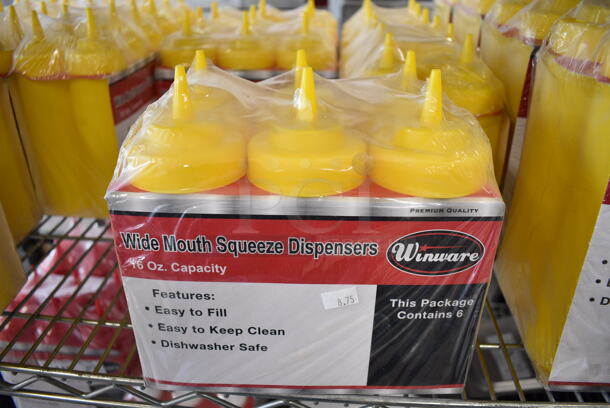 PREMIUM QUALITY
Wide Mouth Squeeze Dispensers
16 Oz. Capacity
Winware
Features:
• Easy to Fill
• Easy to Keep Clean
• Dishwasher Safe
8.75
This Package
Contains 6